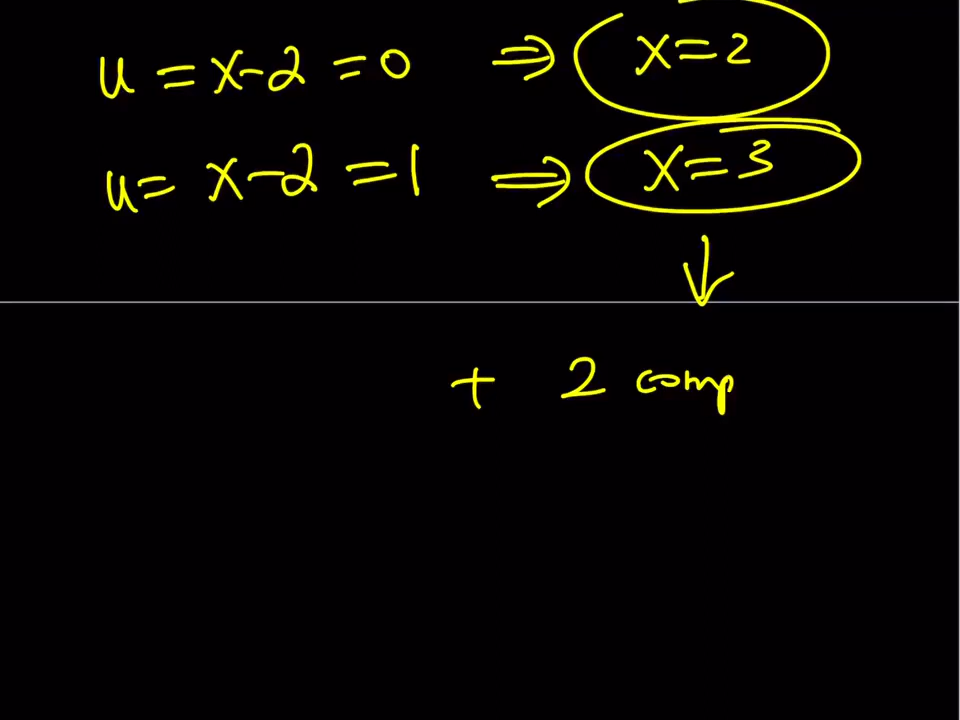 u = x-2 = 0 ⇒ x=2
u= x-2 =1 ⇒ x=3
↓
+ 2 comp